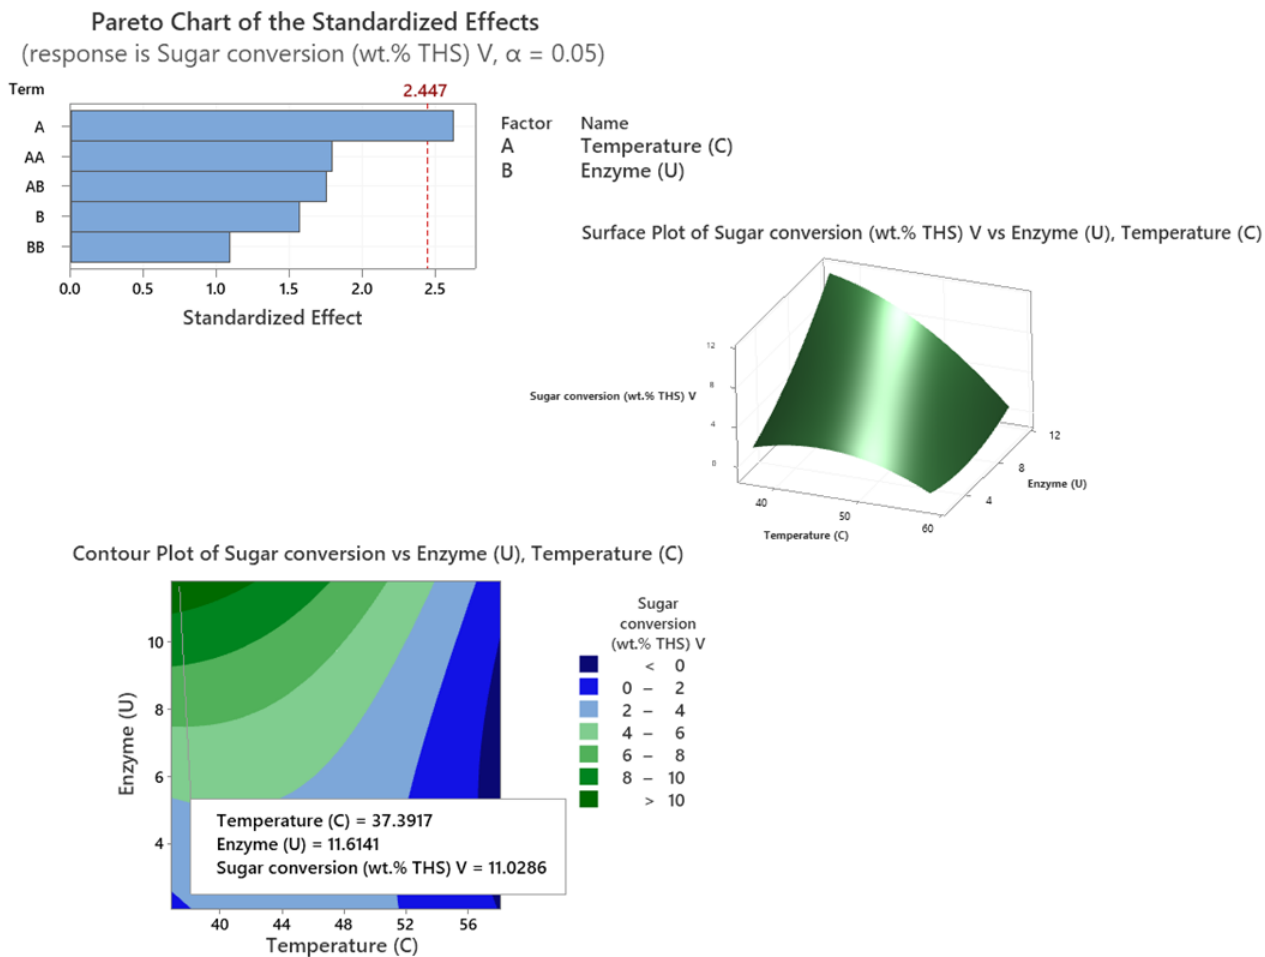 Pareto Chart of the Standardized Effects
(response is Sugar conversion (wt.% THS) V, α = 0.05)
Term
2.447
A
AA
AB
B
BB
0.0 0.5 1.0 1.5 2.0 2.5
Standardized Effect
Factor Name
A Temperature (C)
B Enzyme (U)
Surface Plot of Sugar conversion (wt.% THS) V vs Enzyme (U), Temperature (C)
12
8
4
0
Sugar conversion (wt.% THS) V
12
8
4
Enzyme (U)
40 50 60
Temperature (C)
Contour Plot of Sugar conversion vs Enzyme (U), Temperature (C)
10
8
6
4
Enzyme (U)
Temperature (C) = 37.3917
Enzyme (U) = 11.6141
Sugar conversion (wt.% THS) V = 11.0286
40 44 48 52 56
Temperature (C)
Sugar
conversion
(wt.% THS) V
< 0
0 – 2
2 – 4
4 – 6
6 – 8
8 – 10
> 10